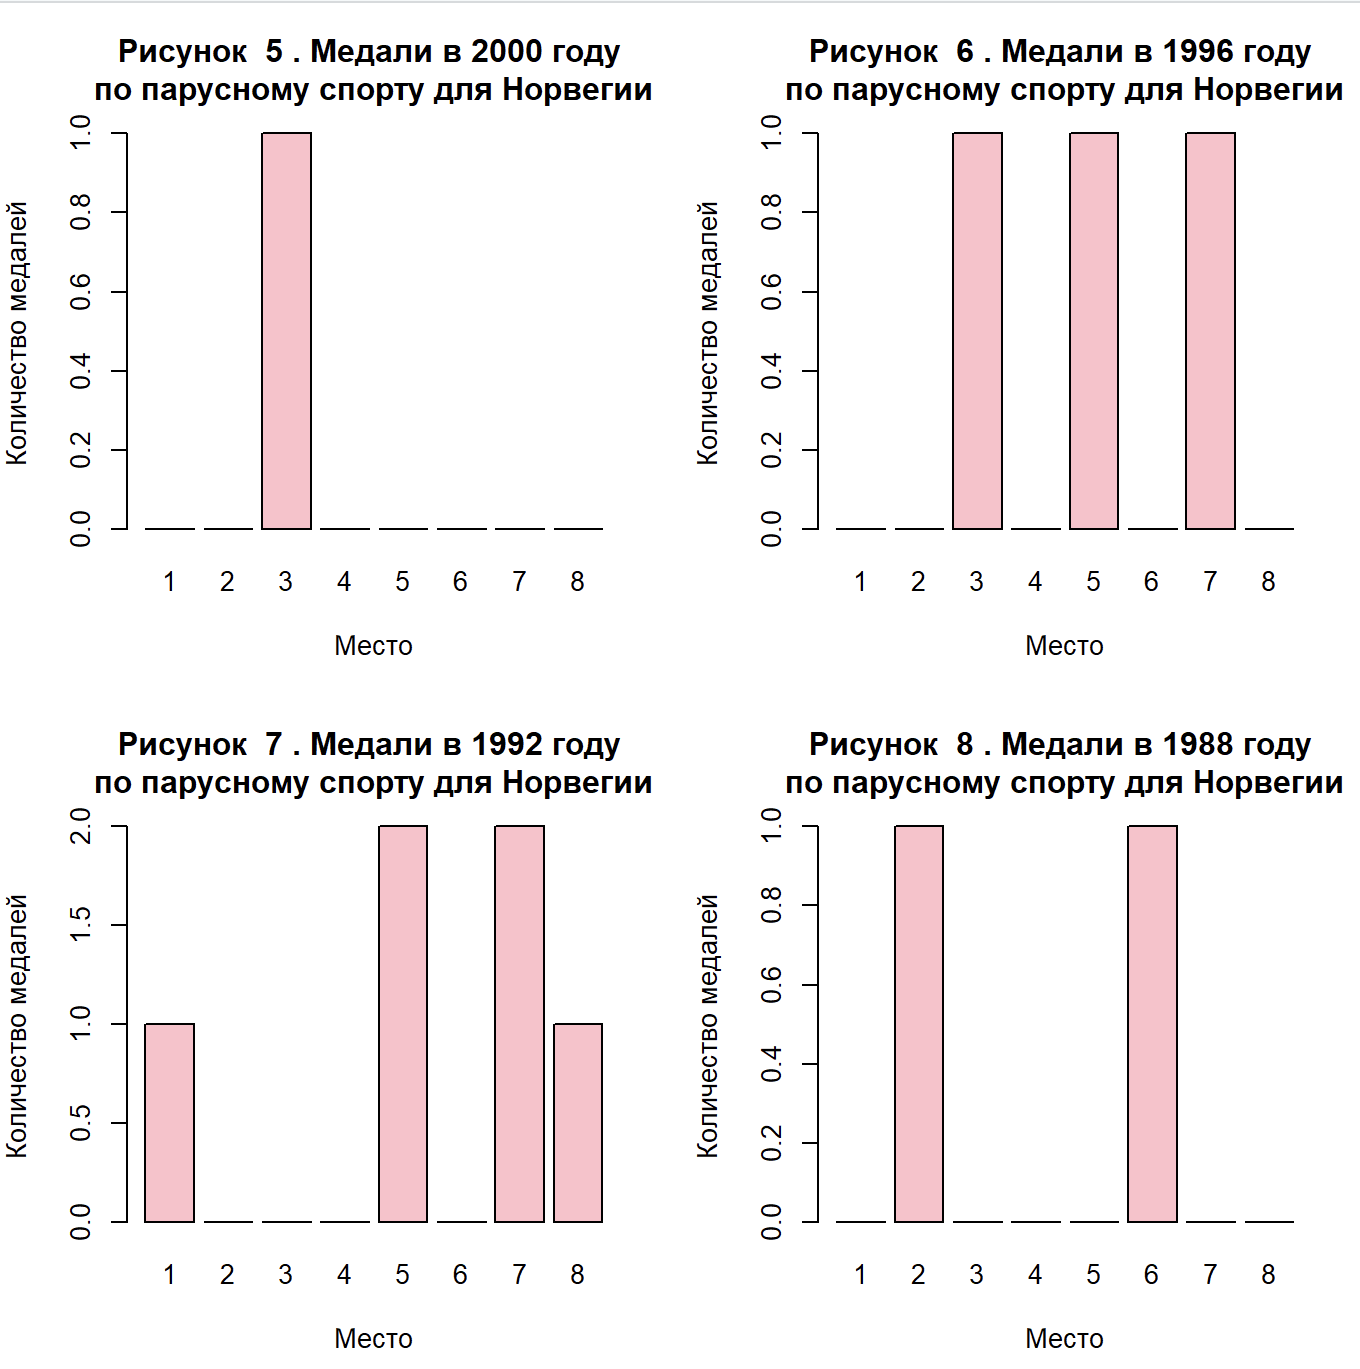 Рисунок  5 . Медали в 2000 году
по парусному спорту для Норвегии
Количество медалей
1.0
0.8
0.6
0.4
0.2
0.0
1 2 3 4 5 6 7 8
Место
Рисунок  6 . Медали в 1996 году
по парусному спорту для Норвегии
Количество медалей
1.0
0.8
0.6
0.4
0.2
0.0
1 2 3 4 5 6 7 8
Место
Рисунок  7 . Медали в 1992 году
по парусному спорту для Норвегии
Количество медалей
2.0
1.5
1.0
0.5
0.0
1 2 3 4 5 6 7 8
Место
Рисунок  8 . Медали в 1988 году
по парусному спорту для Норвегии
Количество медалей
1.0
0.8
0.6
0.4
0.2
0.0
1 2 3 4 5 6 7 8
Место